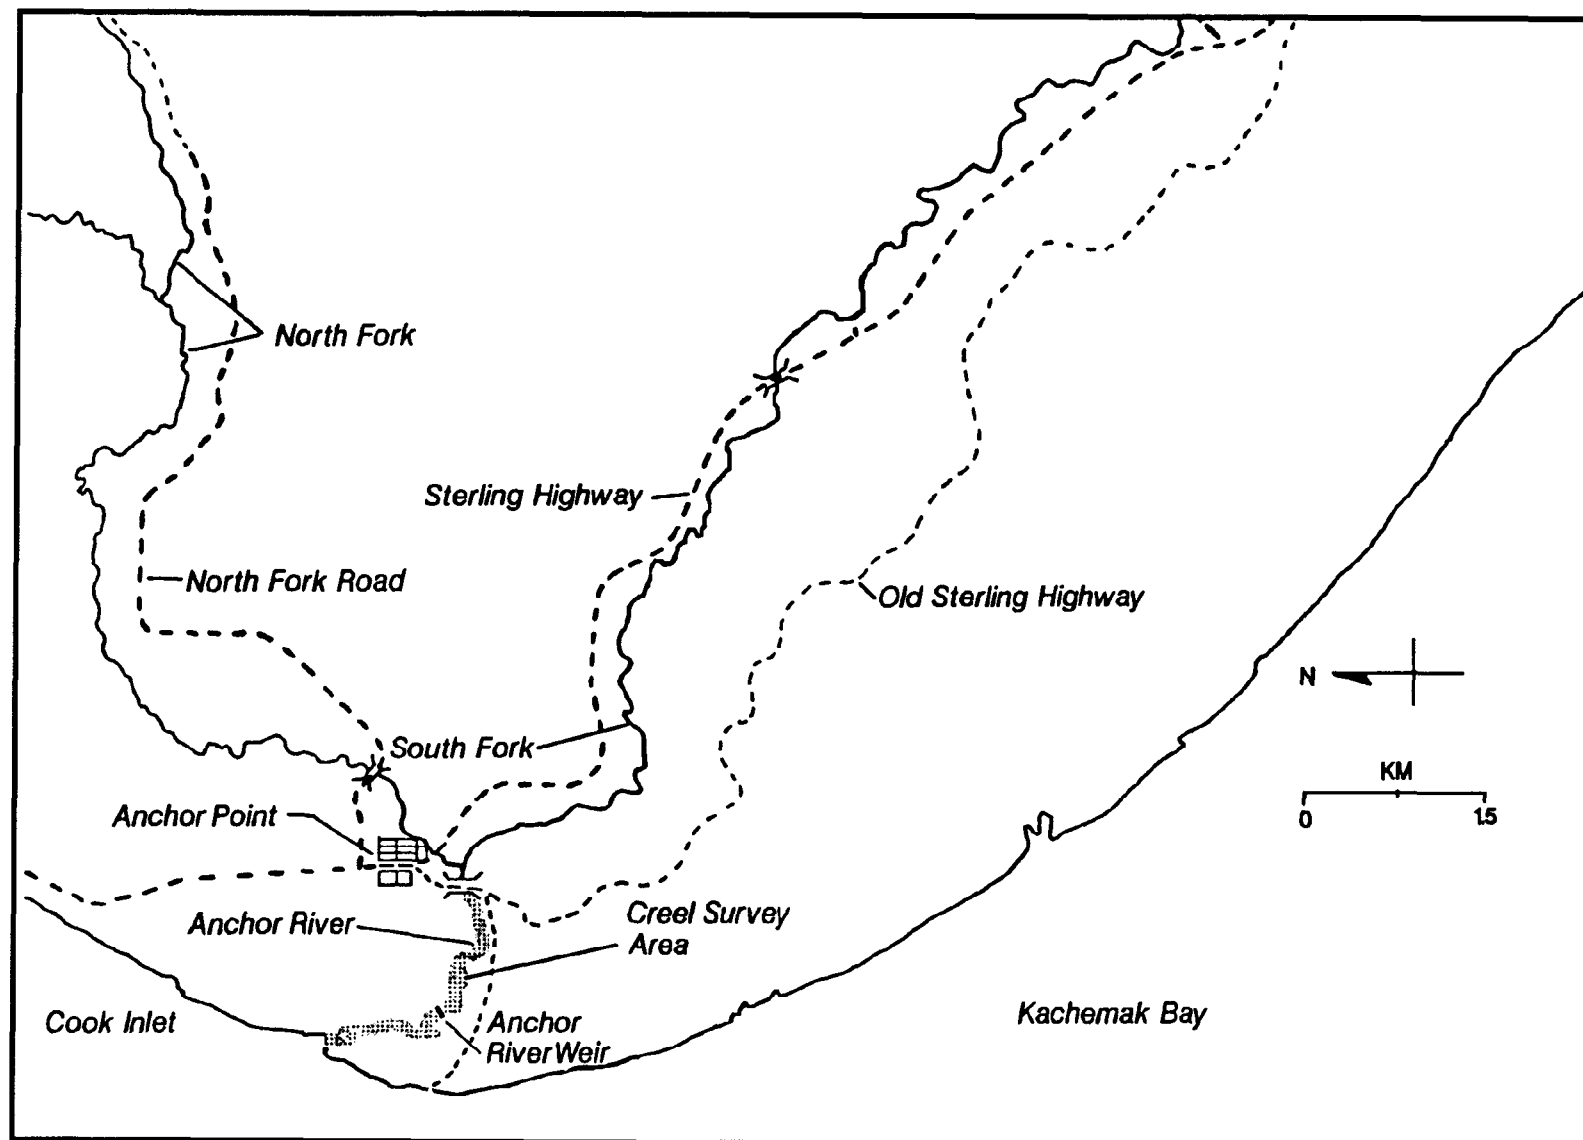 North Fork
Sterling Highway
North Fork Road
Old Sterling Highway
N
South Fork
KM
0
1.5
Anchor Point
Anchor River
Creel Survey
Area
Cook Inlet
Anchor
River Weir
Kachemak Bay